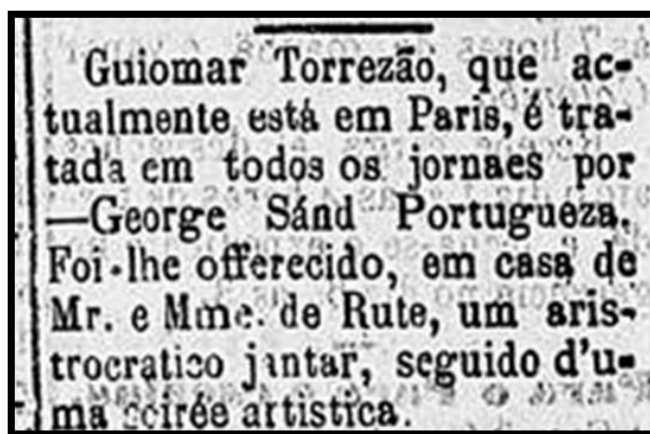 Guiomar Torrezão, que ac-
tualmente está em Paris, é tra-
tada em todos os jornaes por
—George Sánd Portugueza.
Foi-lhe offerecido, em casa de
Mr. e Mme. de Rute, um aris-
trocratico jantar, seguido d'u-
ma soirée artistica.